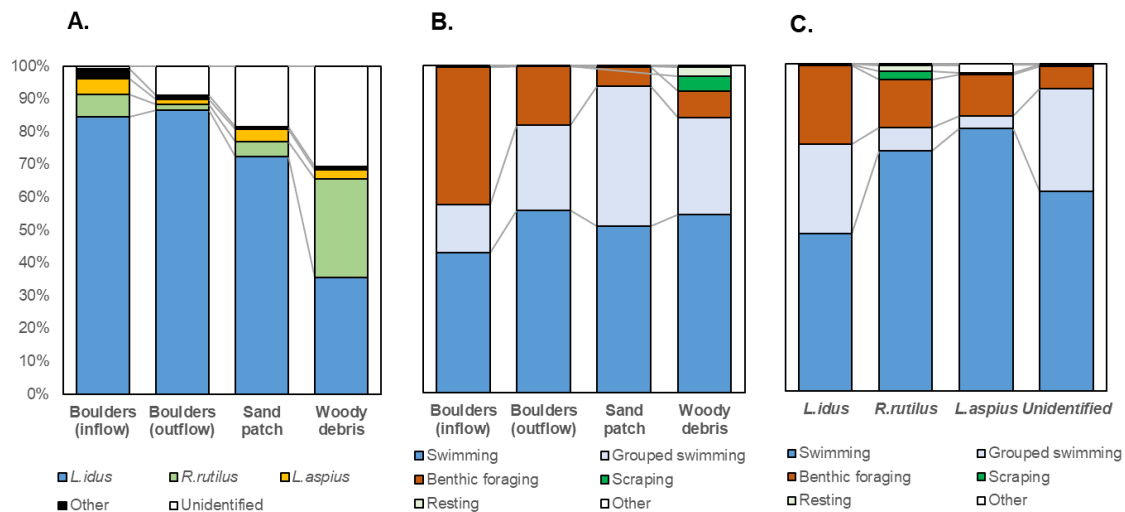 A.
B.
C.
100%
90%
80%
70%
60%
50%
40%
30%
20%
10%
0%
Boulders (inflow)
Boulders (outflow)
Sand patch
Woody debris
L.idus
R.rutilus
L.aspius
Other
Unidentified
Boulders (inflow)
Boulders (outflow)
Sand patch
Woody debris
Swimming
Grouped swimming
Benthic foraging
Scraping
Resting
Other
L.idus
R.rutilus
L.aspius
Unidentified
Swimming
Grouped swimming
Benthic foraging
Scraping
Resting
Other